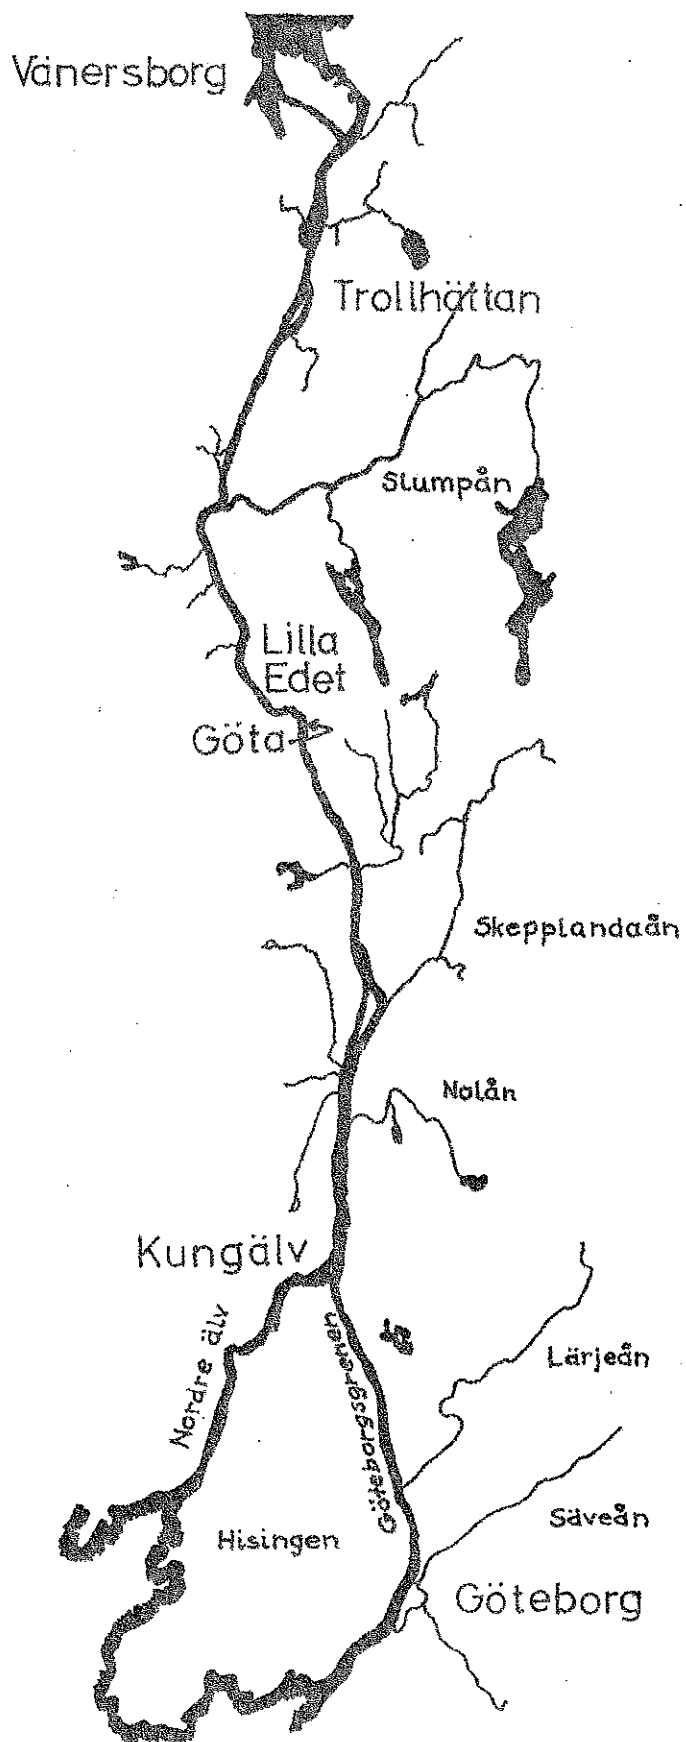 Vänersborg
Trollhättan
Slumpån
Lilla
Edet
Göta
Skepplandaån
Nolån
Kungälv
Nordre älv
Göteborgsgrenen
Lärjeån
Hisingen
Säveån
Göteborg